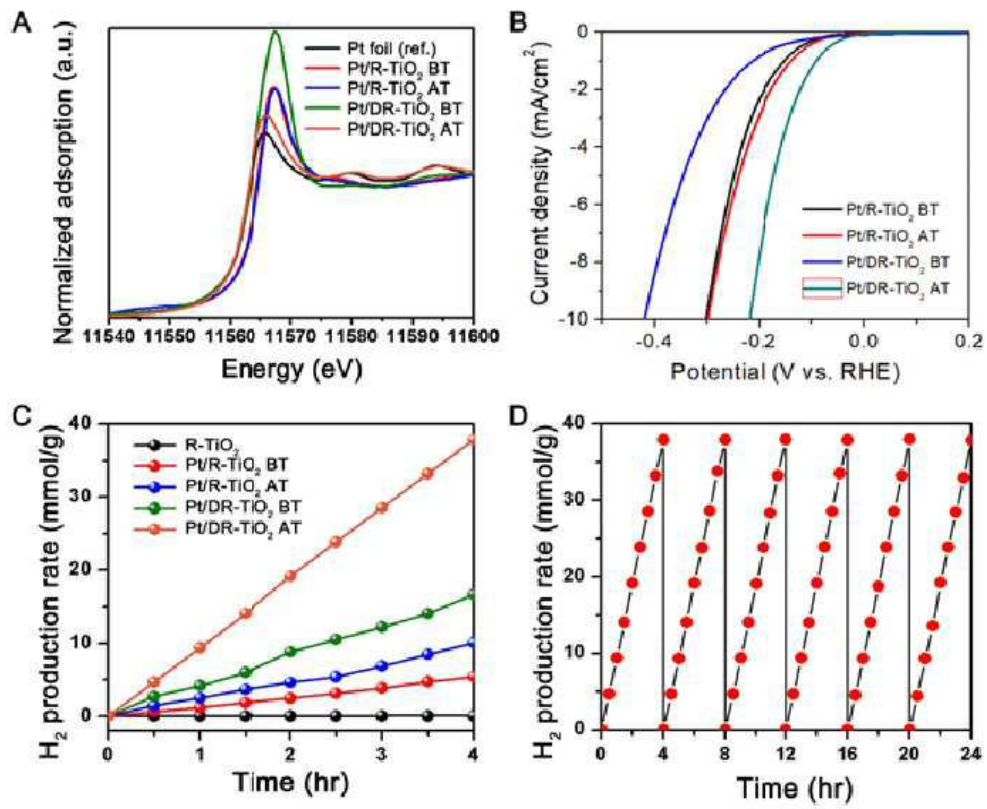 A
Normalized adsorption (a.u.)
Pt foil (ref.)
Pt/R-TiO₂ BT
Pt/R-TiO₂ AT
Pt/DR-TiO₂ BT
Pt/DR-TiO₂ AT
11540 11550 11560 11570 11580 11590 11600
Energy (eV)
B
Current density (mA/cm²)
0
-2
-4
-6
-8
-10
Pt/R-TiO₂ BT
Pt/R-TiO₂ AT
Pt/DR-TiO₂ BT
Pt/DR-TiO₂ AT
-0.4 -0.2 0.0 0.2
Potential (V vs. RHE)
C
H₂ production rate (mmol/g)
40
30
20
10
0
R-TiO₂
Pt/R-TiO₂ BT
Pt/R-TiO₂ AT
Pt/DR-TiO₂ BT
Pt/DR-TiO₂ AT
0 1 2 3 4
Time (hr)
D
H₂ production rate (mmol/g)
40
30
20
10
0
0 4 8 12 16 20 24
Time (hr)